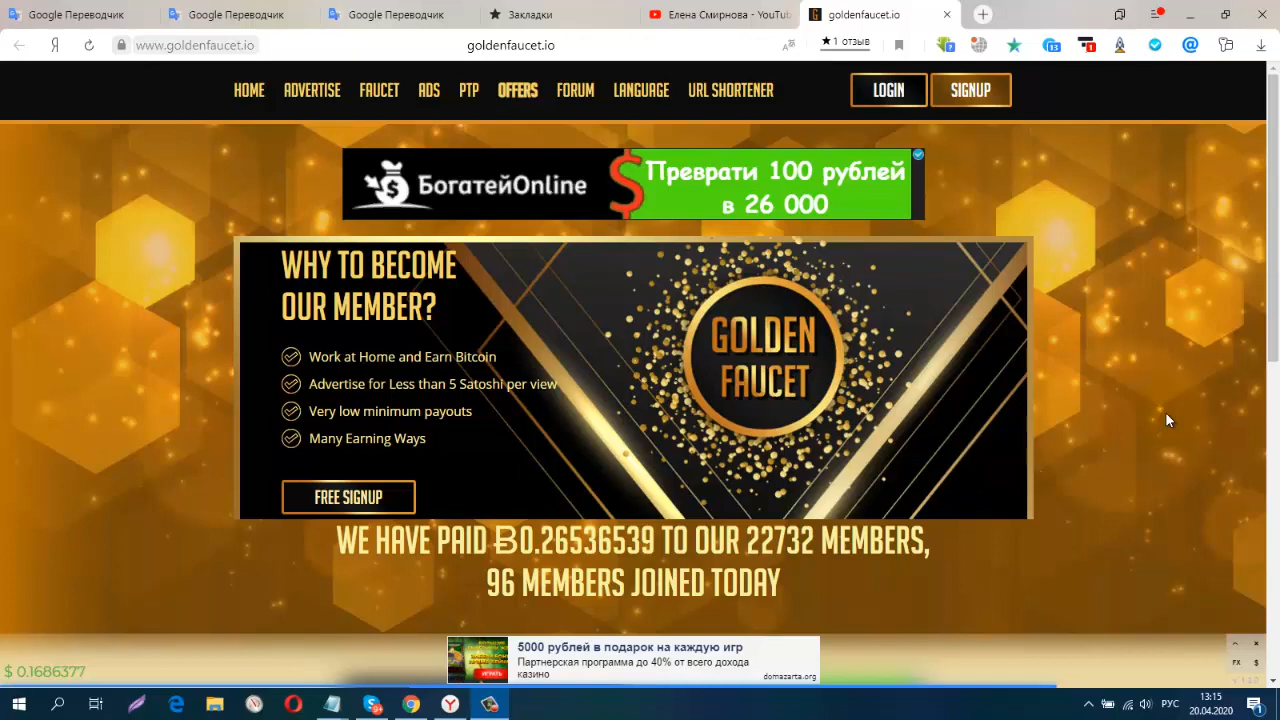 Google Переводчик
Google Переводчик
Google Переводчик
Закладки
Елена Смирнова - YouTu
goldenfaucet.io
www.goldenfaucet.io
goldenfaucet.io
★ 1 отзыв
13
1
HOME
ADVERTISE
FAUCET
ADS
PTP
OFFERS
FORUM
LANGUAGE
URL SHORTENER
LOGIN
SIGNUP
БогатейOnline
Преврати 100 рублей
в 26 000
WHY TO BECOME
OUR MEMBER?
Work at Home and Earn Bitcoin
Advertise for Less than 5 Satoshi per view
Very low minimum payouts
Many Earning Ways
FREE SIGNUP
GOLDEN
FAUCET
WE HAVE PAID Ƀ0.26536539 TO OUR 22732 MEMBERS,
96 MEMBERS JOINED TODAY
5000 рублей в подарок на каждую игр
Партнерская программа до 40% от всего дохода
казино
domazarta.org
ИГРАТЬ
$ 0.1686377
FX
$
РУС
13:15
20.04.2020